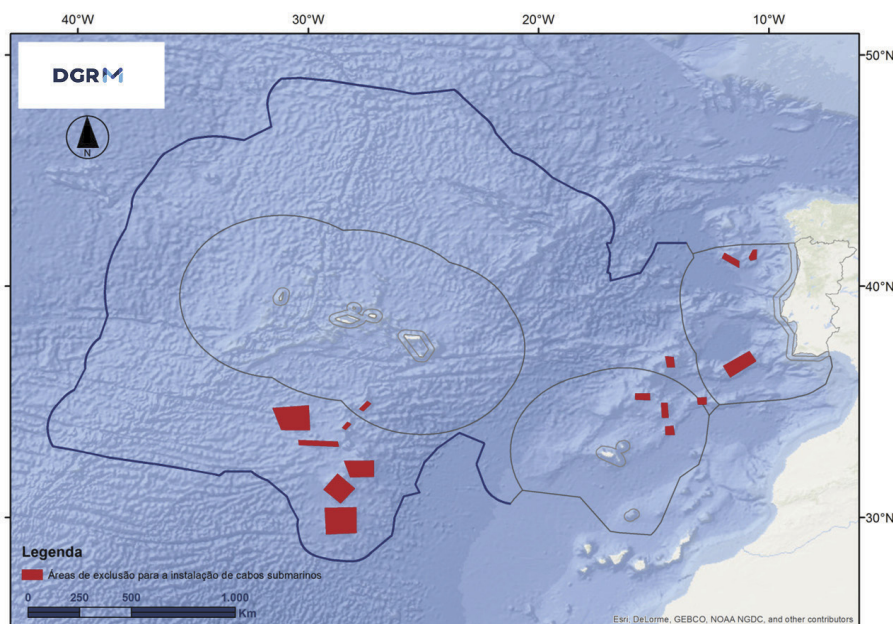 40°W 30°W 20°W 10°W
DGRM
50°N
N
40°N
30°N
Legenda
Áreas de exclusão para a instalação de cabos submarinos
0 250 500 1.000
Km
Esri, DeLorme, GEBCO, NOAA NGDC, and other contributors